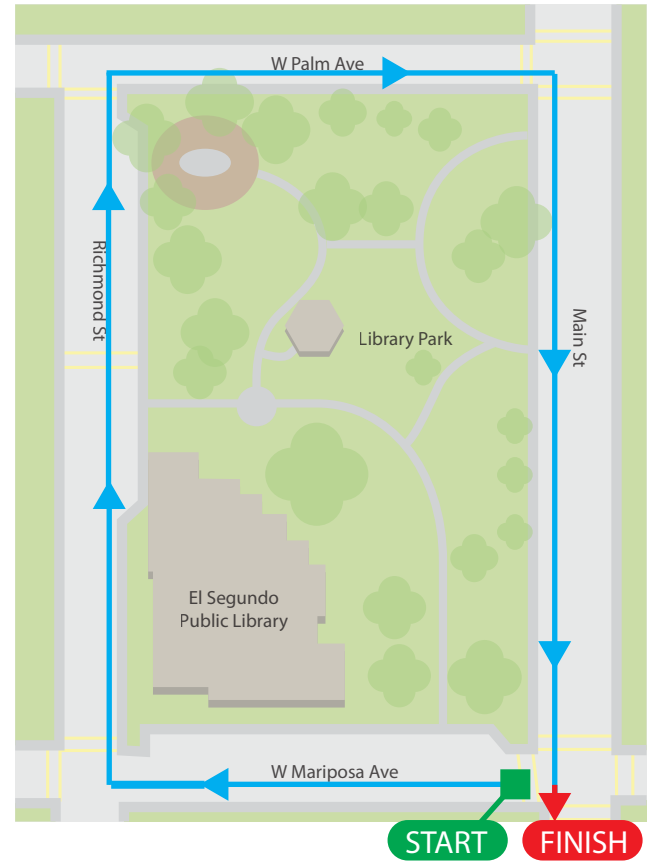 W Palm Ave
Richmond St
Main St
Library Park
El Segundo
Public Library
W Mariposa Ave
START
FINISH